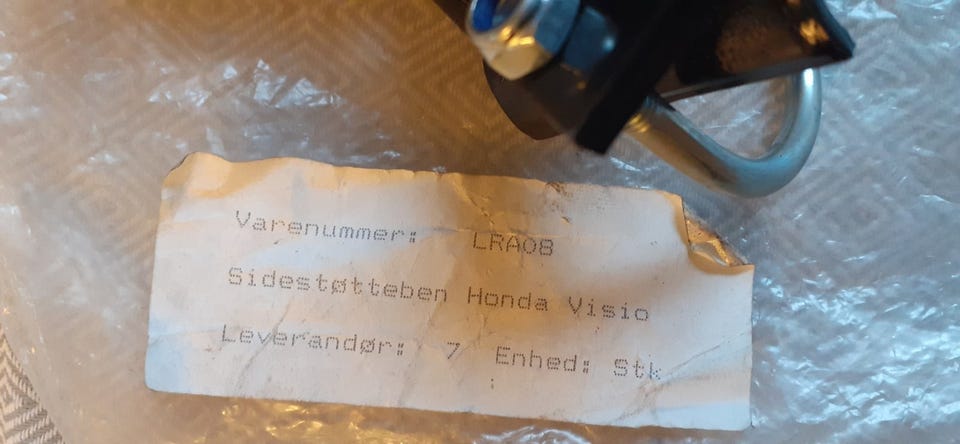 Varenummer: LRA08
Sidestøtteben Honda Visio
Leverandør: 7 Enhed: Stk